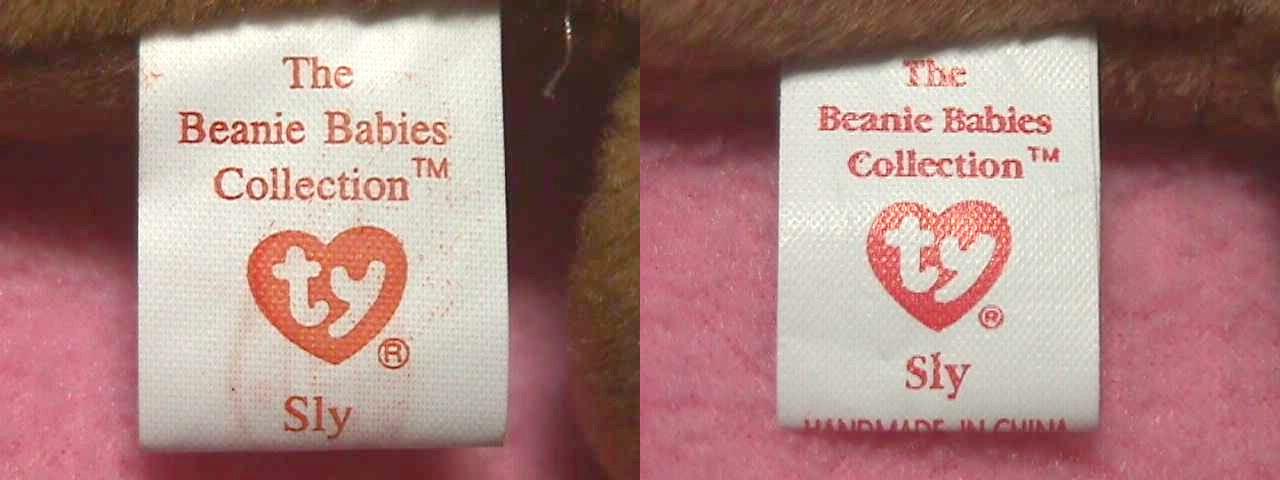 The
Beanie Babies
Collection™
ty®
Sly
The
Beanie Babies
Collection™
ty®
Sly
HANDMADE IN CHINA